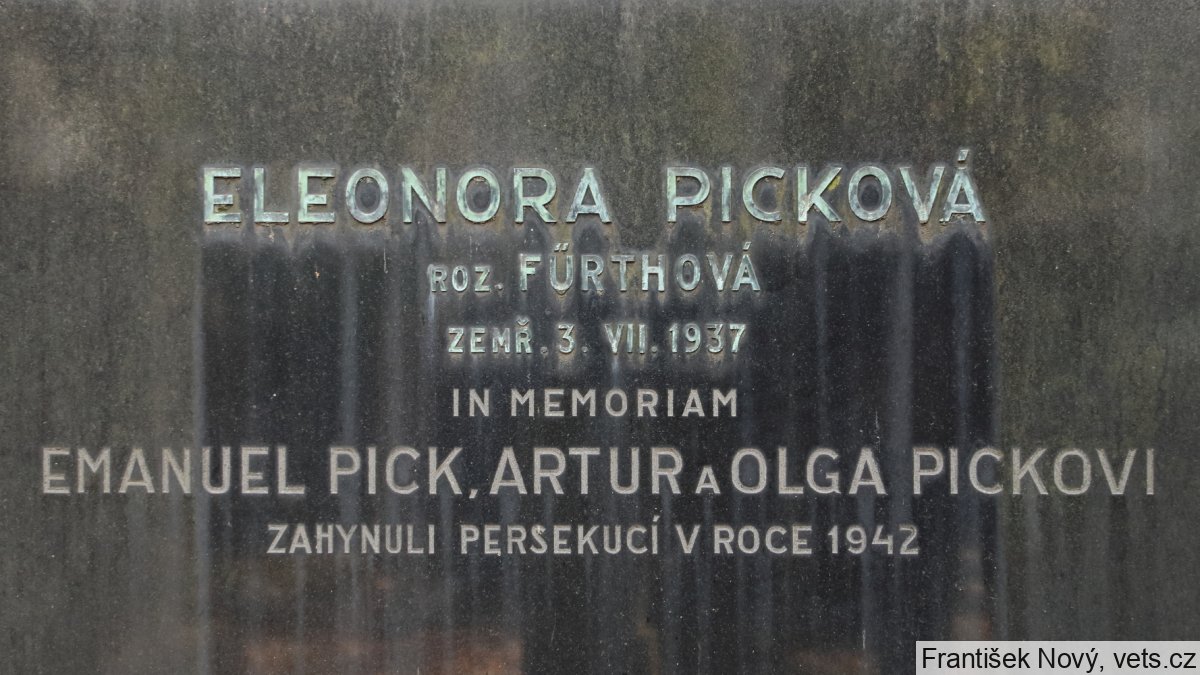 ELEONORA PICKOVÁ
ROZ. FŰRTHOVÁ
ZEMŘ. 3. VII. 1937
IN MEMORIAM
EMANUEL PICK, ARTUR A OLGA PICKOVI
ZAHYNULI PERSEKUCÍ V ROCE 1942
František Nový, vets.cz